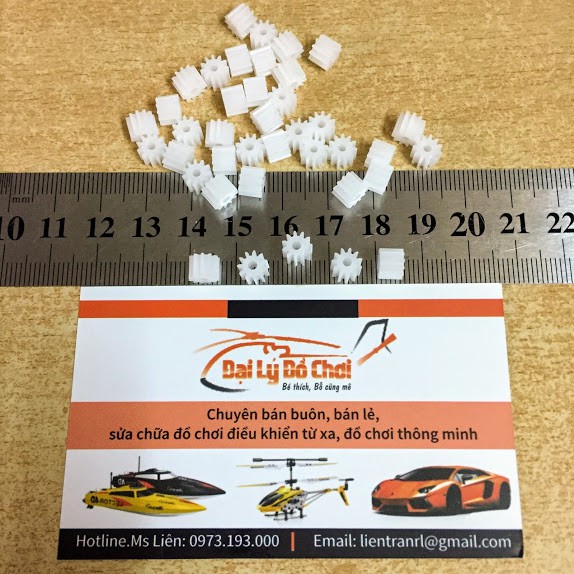 mm
10 11 12 13 14 15 16 17 18 19 20 21 22
Đại Lý Đồ Chơi
Bé thích, Bố cũng mê
Chuyên bán buôn, bán lẻ,
sửa chữa đồ chơi điều khiển từ xa, đồ chơi thông minh
Hotline.Ms Liên: 0973.193.000 | Email: lientranrl@gmail.com